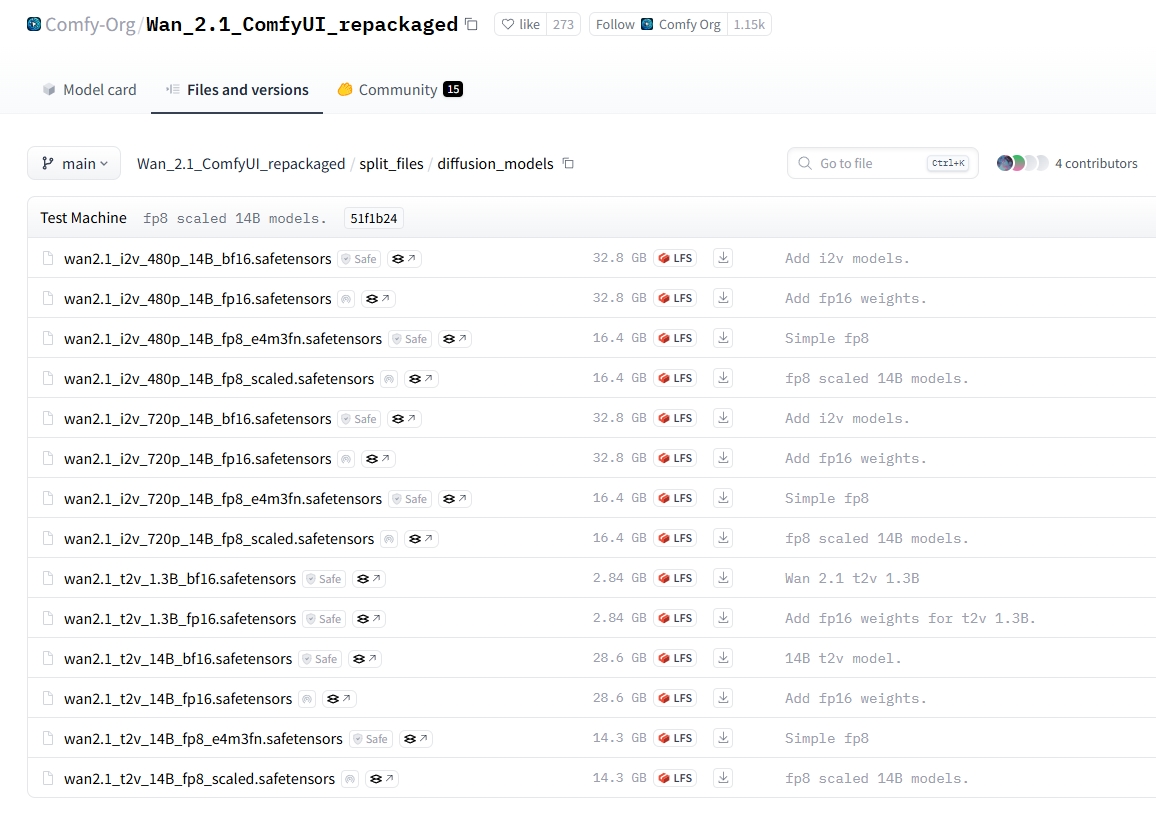 Comfy-Org/Wan_2.1_ComfyUI_repackaged like 273 Follow Comfy Org 1.15k
Model card Files and versions Community 15
main Wan_2.1_ComfyUI_repackaged / split_files / diffusion_models Go to file Ctrl+K 4 contributors
Test Machine fp8 scaled 14B models. 51f1b24
wan2.1_i2v_480p_14B_bf16.safetensors Safe 32.8 GB LFS Add i2v models.
wan2.1_i2v_480p_14B_fp16.safetensors 32.8 GB LFS Add fp16 weights.
wan2.1_i2v_480p_14B_fp8_e4m3fn.safetensors Safe 16.4 GB LFS Simple fp8
wan2.1_i2v_480p_14B_fp8_scaled.safetensors 16.4 GB LFS fp8 scaled 14B models.
wan2.1_i2v_720p_14B_bf16.safetensors Safe 32.8 GB LFS Add i2v models.
wan2.1_i2v_720p_14B_fp16.safetensors 32.8 GB LFS Add fp16 weights.
wan2.1_i2v_720p_14B_fp8_e4m3fn.safetensors Safe 16.4 GB LFS Simple fp8
wan2.1_i2v_720p_14B_fp8_scaled.safetensors 16.4 GB LFS fp8 scaled 14B models.
wan2.1_t2v_1.3B_bf16.safetensors Safe 2.84 GB LFS Wan 2.1 t2v 1.3B
wan2.1_t2v_1.3B_fp16.safetensors Safe 2.84 GB LFS Add fp16 weights for t2v 1.3B.
wan2.1_t2v_14B_bf16.safetensors Safe 28.6 GB LFS 14B t2v model.
wan2.1_t2v_14B_fp16.safetensors 28.6 GB LFS Add fp16 weights.
wan2.1_t2v_14B_fp8_e4m3fn.safetensors Safe 14.3 GB LFS Simple fp8
wan2.1_t2v_14B_fp8_scaled.safetensors 14.3 GB LFS fp8 scaled 14B models.